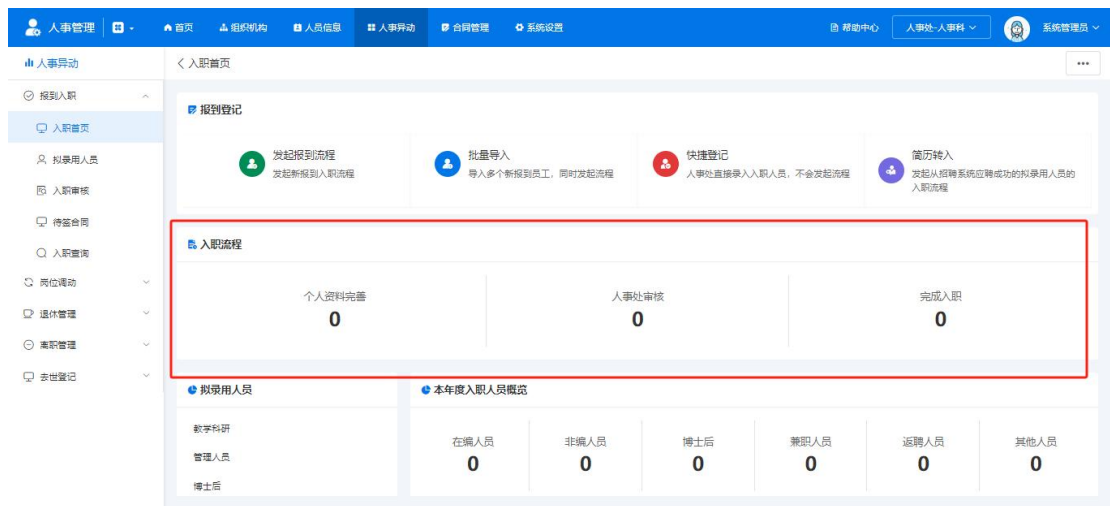 人事管理
首页 组织机构 人员信息 人事异动 合同管理 系统设置 帮助中心 人事处-人事科 系统管理员
人事异动
入职首页
报到入职
入职首页
拟录用人员
入职审核
待签合同
入职查询
岗位调动
退休管理
离职管理
去世登记
报到登记
发起报到流程
发起新报到入职流程
批量导入
导入多个新报到员工，同时发起流程
快捷登记
人事处直接录入入职人员，不会发起流程
简历转入
发起从招聘系统应聘成功的拟录用人员的
入职流程
入职流程
个人资料完善
0
人事处审核
0
完成入职
0
拟录用人员
教学科研
管理人员
博士后
本年度入职人员概览
在编人员
0
非编人员
0
博士后
0
兼职人员
0
返聘人员
0
其他人员
0